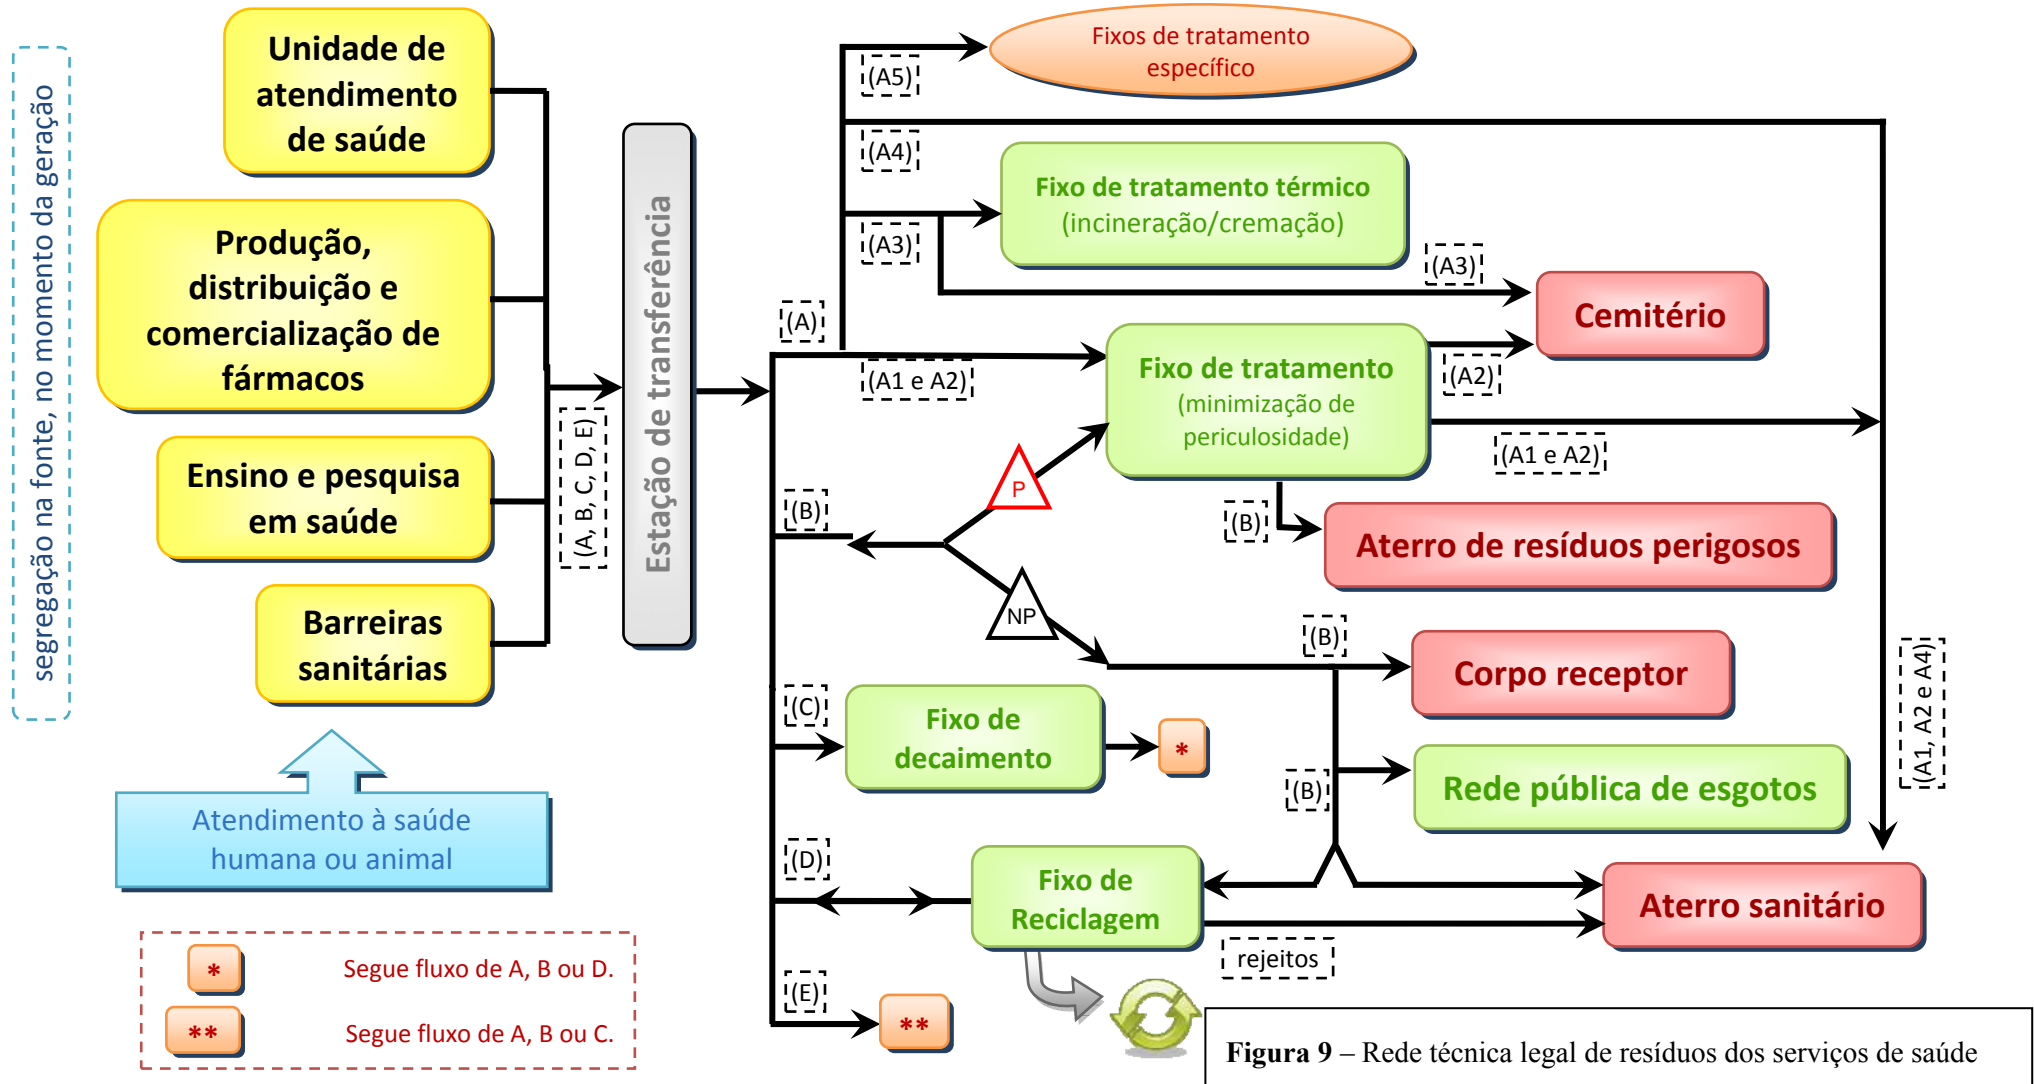 segregação na fonte, no momento da geração
Unidade de
atendimento
de saúde
Produção,
distribuição e
comercialização de
fármacos
Ensino e pesquisa
em saúde
Barreiras
sanitárias
Atendimento à saúde
humana ou animal
(A, B, C, D, E)
Estação de transferência
(A)
(A5)
Fixos de tratamento
específico
(A4)
Fixo de tratamento térmico
(incineração/cremação)
(A3)
(A3)
Cemitério
(A1 e A2)
Fixo de tratamento
(minimização de
periculosidade)
(A2)
(A1 e A2)
(B)
P
(B)
Aterro de resíduos perigosos
NP
(B)
Corpo receptor
(A1, A2 e A4)
(C)
Fixo de
decaimento
*
(B)
Rede pública de esgotos
(D)
Fixo de
Reciclagem
Aterro sanitário
rejeitos
(E)
**
* Segue fluxo de A, B ou D.
** Segue fluxo de A, B ou C.
Figura 9 – Rede técnica legal de resíduos dos serviços de saúde